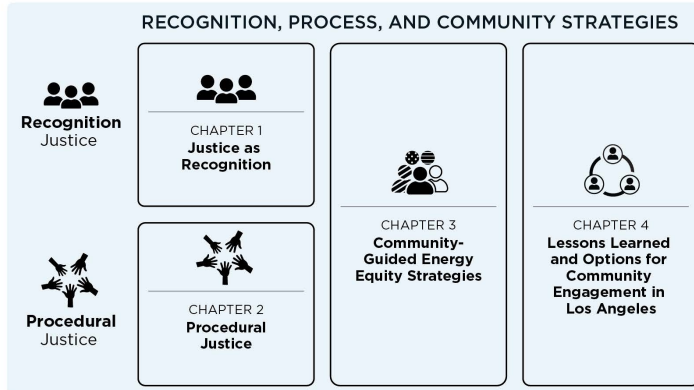 RECOGNITION, PROCESS, AND COMMUNITY STRATEGIES
Recognition
Justice
CHAPTER 1
Justice as
Recognition
Procedural
Justice
CHAPTER 2
Procedural
Justice
CHAPTER 3
Community-
Guided Energy
Equity Strategies
CHAPTER 4
Lessons Learned
and Options for
Community
Engagement in
Los Angeles